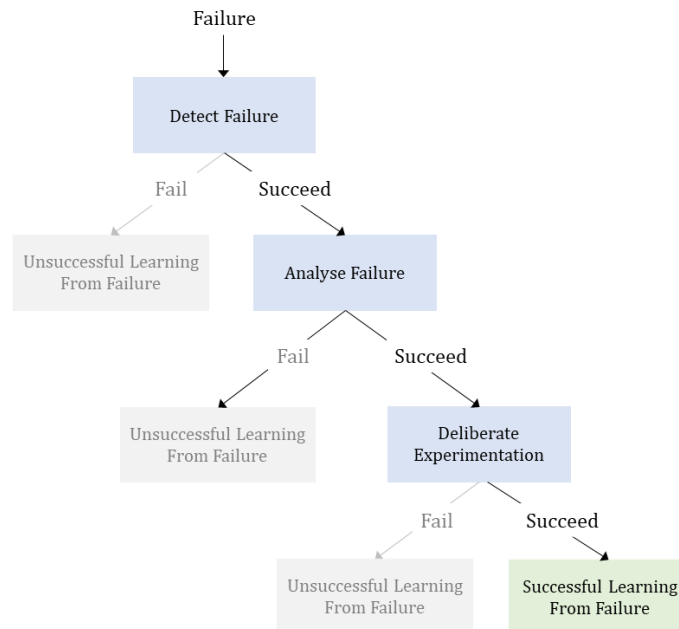 Failure
Detect Failure
Fail
Succeed
Unsuccessful Learning
From Failure
Analyse Failure
Fail
Succeed
Unsuccessful Learning
From Failure
Deliberate
Experimentation
Fail
Succeed
Unsuccessful Learning
From Failure
Successful Learning
From Failure